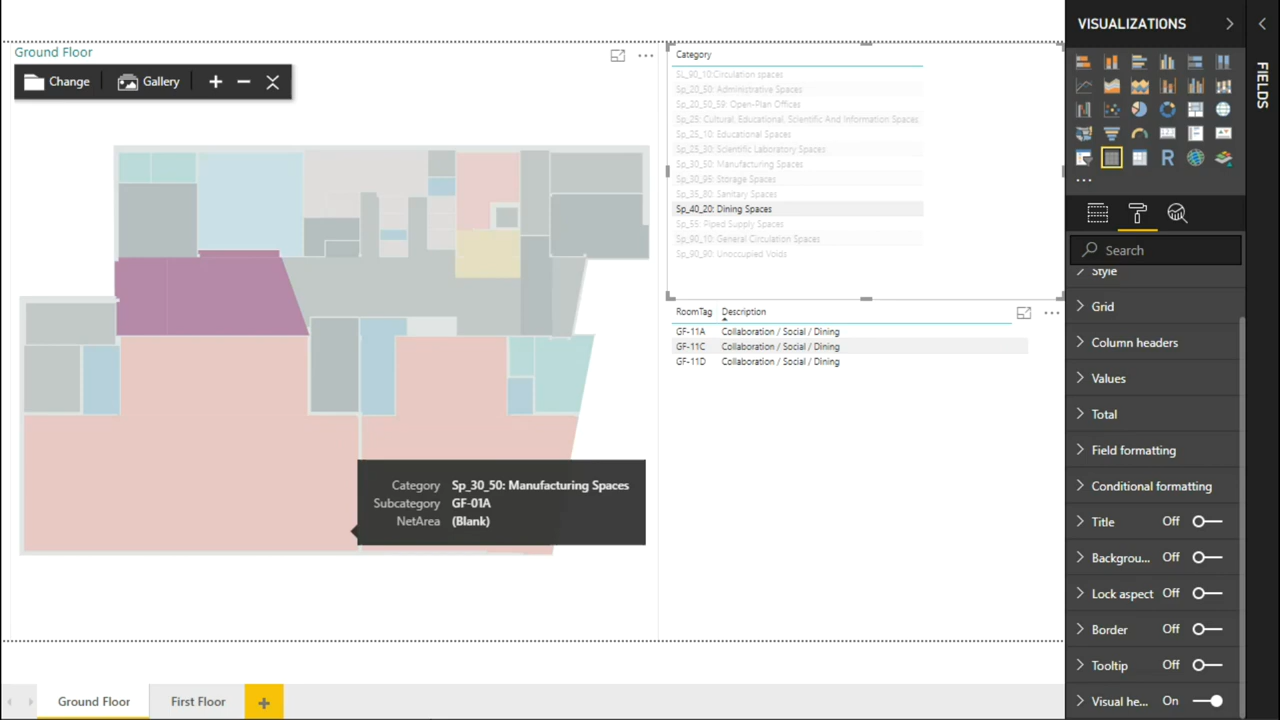 Ground Floor
Change
Gallery
Category
SL_90_10:Circulation spaces
Sp_20_50: Administrative Spaces
Sp_20_50_59: Open-Plan Offices
Sp_25: Cultural, Educational, Scientific And Information Spaces
Sp_25_10: Educational Spaces
Sp_25_30: Scientific Laboratory Spaces
Sp_30_50: Manufacturing Spaces
Sp_30_95: Storage Spaces
Sp_35_80: Sanitary Spaces
Sp_40_20: Dining Spaces
Sp_55: Piped Supply Spaces
Sp_90_10: General Circulation Spaces
Sp_90_90: Unoccupied Voids
RoomTag Description
GF-11A Collaboration / Social / Dining
GF-11C Collaboration / Social / Dining
GF-11D Collaboration / Social / Dining
Category Sp_30_50: Manufacturing Spaces
Subcategory GF-01A
NetArea (Blank)
Ground Floor
First Floor
VISUALIZATIONS
R
Search
Style
Grid
Column headers
Values
Total
Field formatting
Conditional formatting
Title Off
Backgrou... Off
Lock aspect Off
Border Off
Tooltip Off
Visual he... On
FIELDS